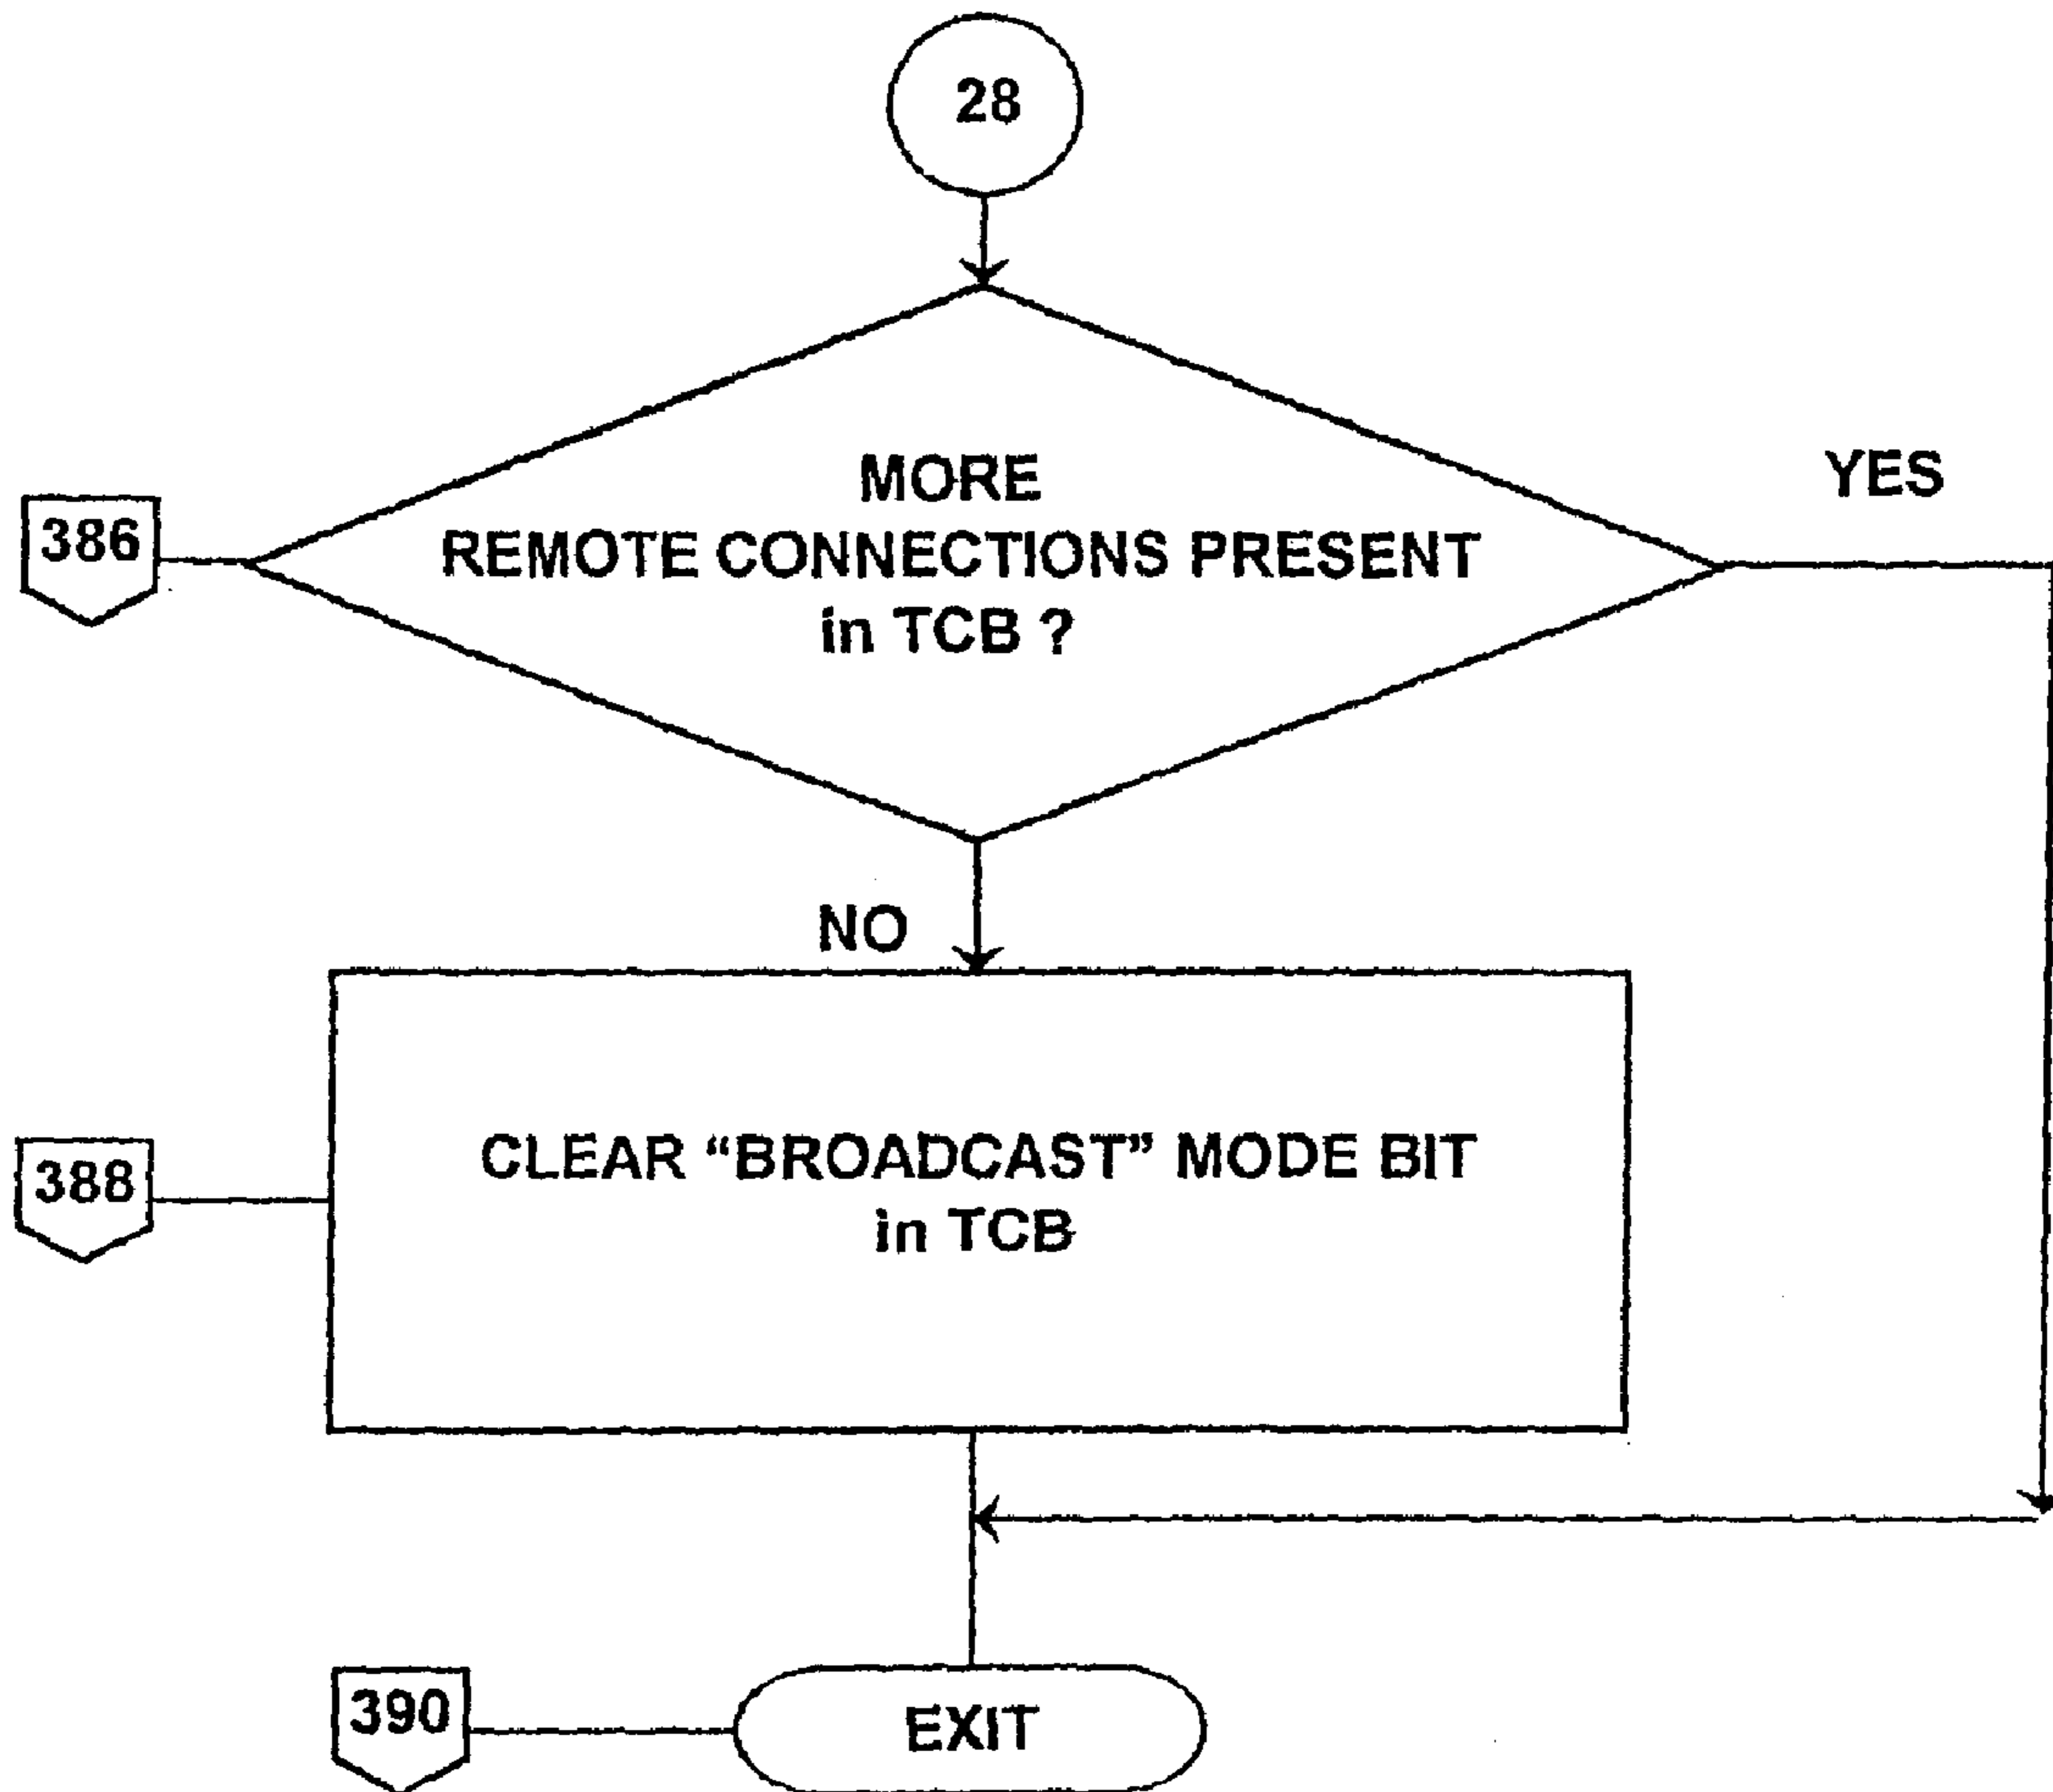 28
MORE
REMOTE CONNECTIONS PRESENT
in TCB ?
YES
386
NO
CLEAR “BROADCAST” MODE BIT
in TCB
388
390
EXIT